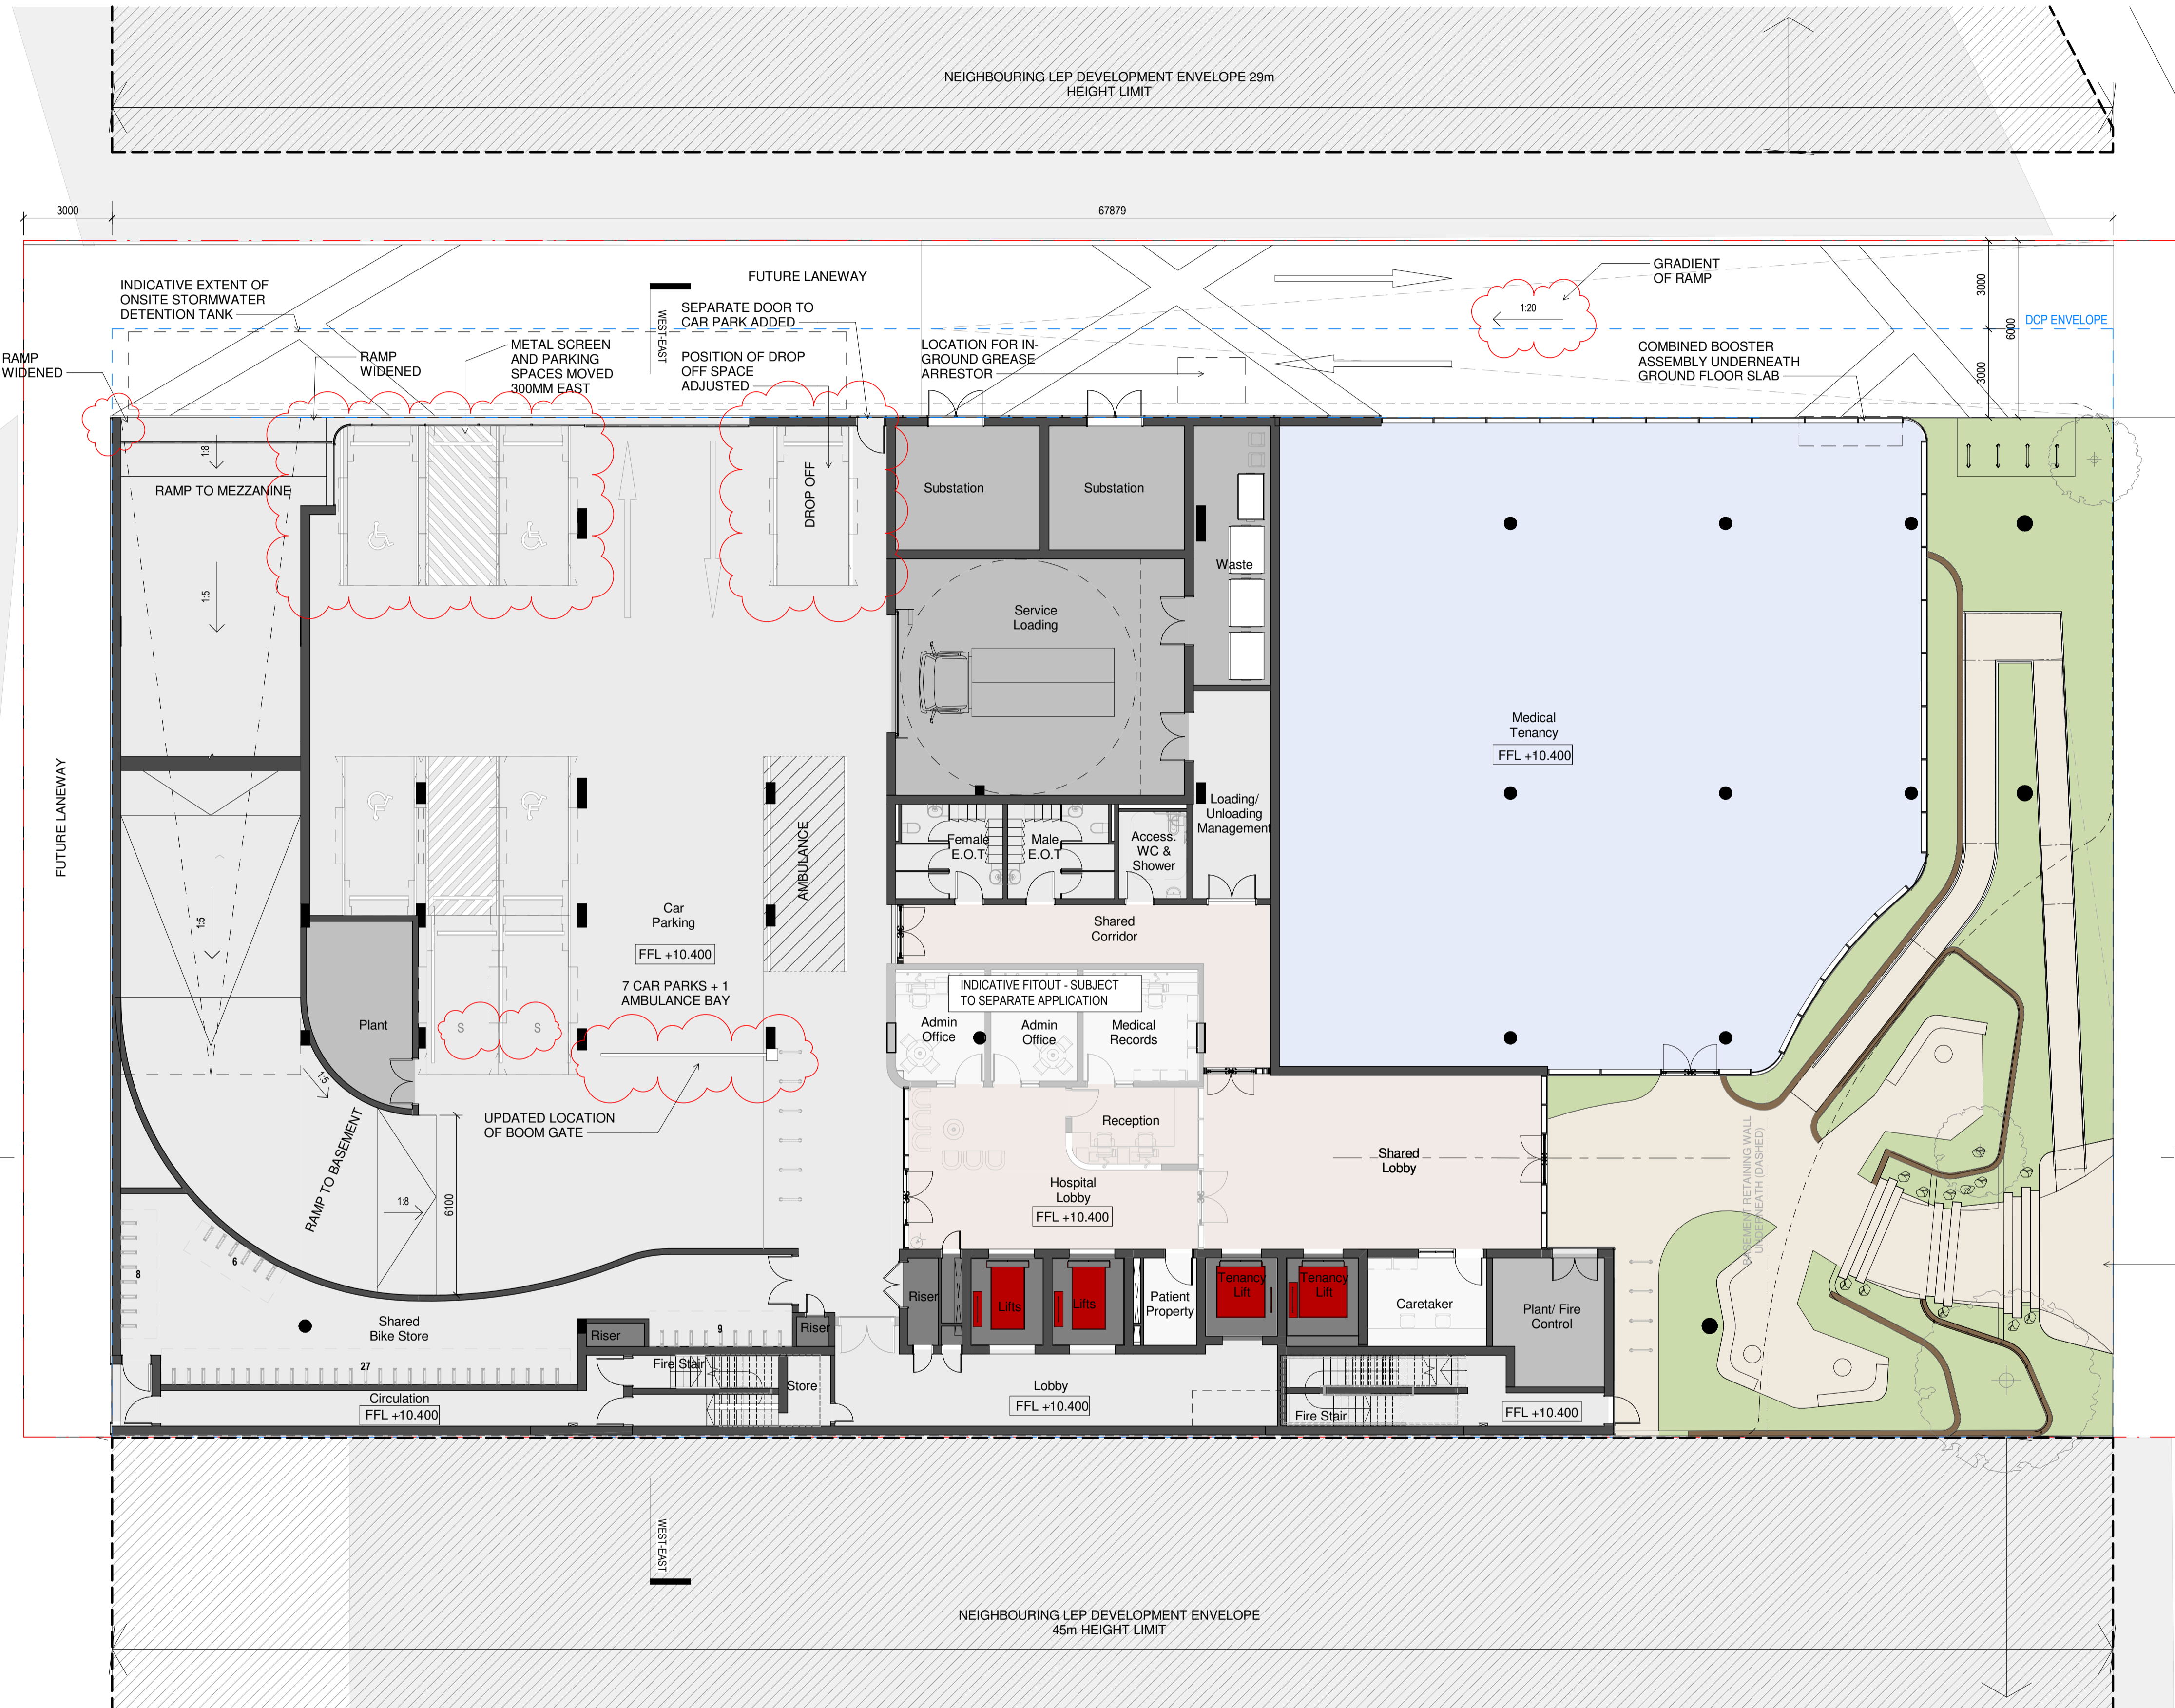 NEIGHBOURING LEP DEVELOPMENT ENVELOPE 29m
HEIGHT LIMIT
3000
67879
FUTURE LANEWAY
GRADIENT
OF RAMP
1:20
3000
6000
3000
DCP ENVELOPE
INDICATIVE EXTENT OF
ONSITE STORMWATER
DETENTION TANK
WEST-EAST
SEPARATE DOOR TO
CAR PARK ADDED
RAMP
WIDENED
RAMP
WIDENED
METAL SCREEN
AND PARKING
SPACES MOVED
300MM EAST
POSITION OF DROP
OFF SPACE
ADJUSTED
LOCATION FOR IN-
GROUND GREASE
ARRESTOR
COMBINED BOOSTER
ASSEMBLY UNDERNEATH
GROUND FLOOR SLAB
1:8
RAMP TO MEZZANINE
1:5
DROP OFF
Substation
Substation
Waste
Service
Loading
Medical
Tenancy
FFL +10.400
FUTURE LANEWAY
1:5
AMBULANCE
Female
E.O.T
Male
E.O.T
Access.
WC &
Shower
Loading/
Unloading
Management
Car
Parking
FFL +10.400
7 CAR PARKS + 1
AMBULANCE BAY
Shared
Corridor
INDICATIVE FITOUT - SUBJECT
TO SEPARATE APPLICATION
Admin
Office
Admin
Office
Medical
Records
Plant
S
S
1:5
UPDATED LOCATION
OF BOOM GATE
RAMP TO BASEMENT
1:8
6100
Reception
Shared
Lobby
Hospital
Lobby
FFL +10.400
BASEMENT RETAINING WALL
UNDERNEATH (DASHED)
8
6
Shared
Bike Store
27
9
Riser
Riser
Riser
Lifts
Lifts
Patient
Property
Tenancy
Lift
Tenancy
Lift
Caretaker
Plant/ Fire
Control
Fire Stair
Store
Circulation
FFL +10.400
Lobby
FFL +10.400
Fire Stair
FFL +10.400
WEST-EAST
NEIGHBOURING LEP DEVELOPMENT ENVELOPE
45m HEIGHT LIMIT